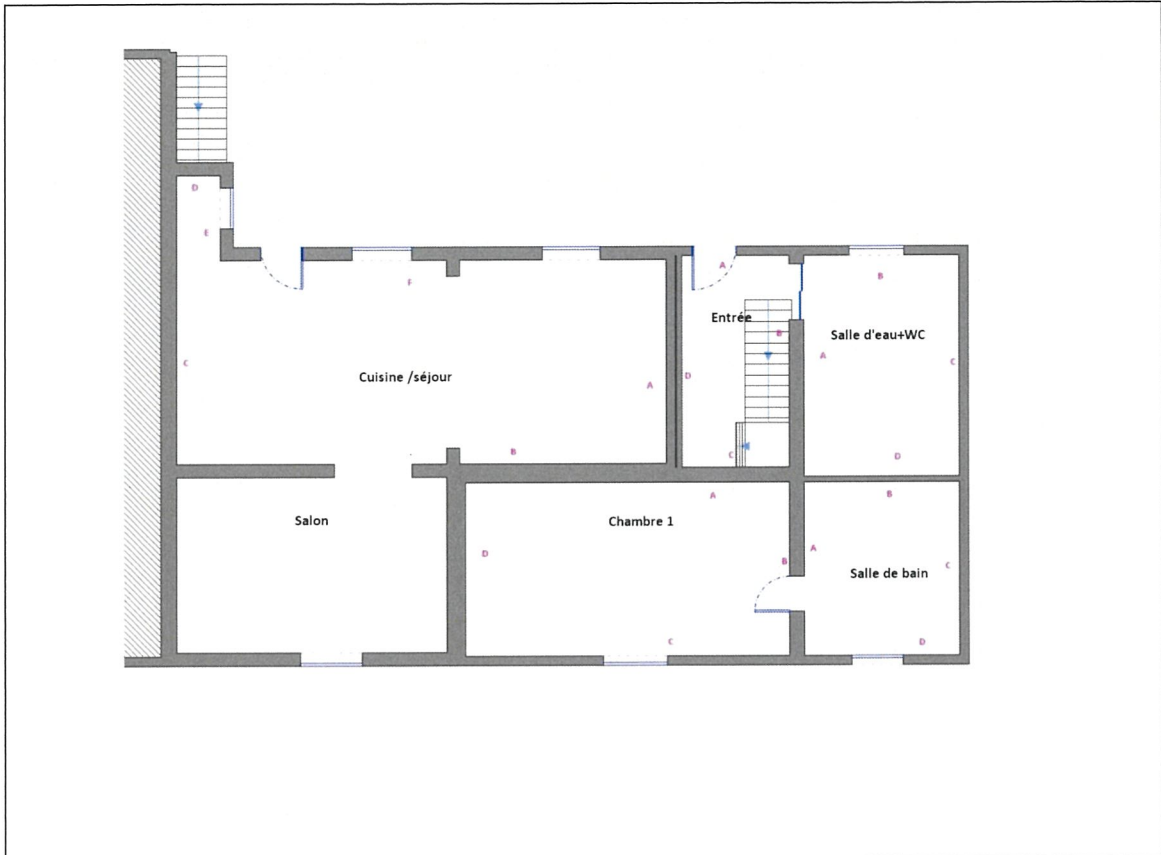 D
E
A
F
B
Entrée
B
Salle d'eau+WC
A
C
C
D
Cuisine /séjour
A
B
C
D
A
B
Salon
Chambre 1
D
A
B
C
Salle de bain
C
D